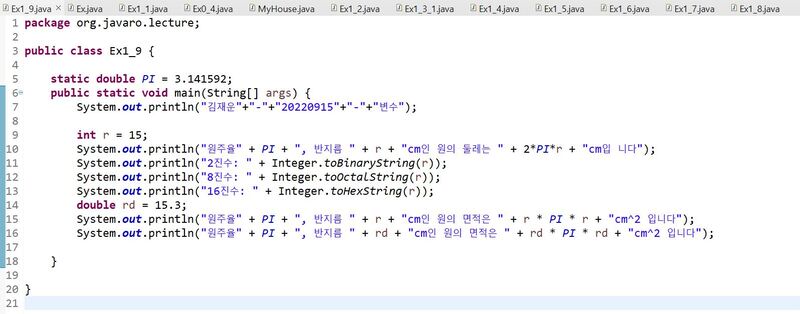 Ex1_9.java Ex.java Ex1_1.java Ex0_4.java MyHouse.java Ex1_2.java Ex1_3_1.java Ex1_4.java Ex1_5.java Ex1_6.java Ex1_7.java Ex1_8.java
1 package org.javaro.lecture;
2
3 public class Ex1_9 {
4
5 static double PI = 3.141592;
6 public static void main(String[] args) {
7 System.out.println("김재운"+"-"+"20220915"+"-"+"변수");
8
9 int r = 15;
10 System.out.println("원주율" + PI + ", 반지름 " + r + "cm인 원의 둘레는 " + 2*PI*r + "cm입 니다");
11 System.out.println("2진수: " + Integer.toBinaryString(r));
12 System.out.println("8진수: " + Integer.toOctalString(r));
13 System.out.println("16진수: " + Integer.toHexString(r));
14 double rd = 15.3;
15 System.out.println("원주율" + PI + ", 반지름 " + r + "cm인 원의 면적은 " + r * PI * r + "cm^2 입니다");
16 System.out.println("원주율" + PI + ", 반지름 " + rd + "cm인 원의 면적은 " + rd * PI * rd + "cm^2 입니다");
17
18 }
19
20 }
21